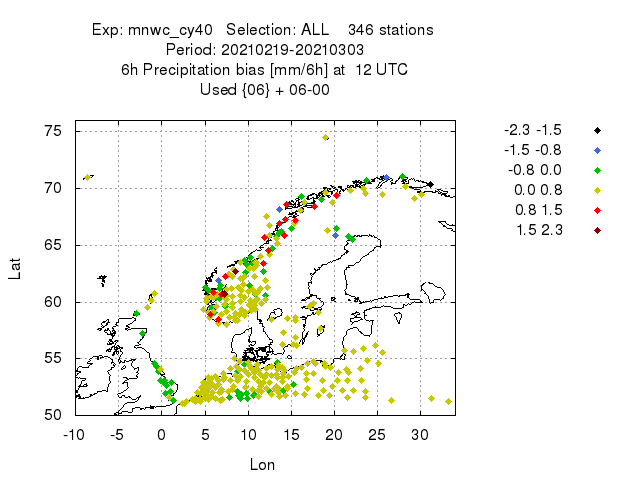 Exp: mnwc_cy40 Selection: ALL 346 stations
Period: 20210219-20210303
6h Precipitation bias [mm/6h] at 12 UTC
Used {06} + 06-00
-2.3 -1.5
-1.5 -0.8
-0.8 0.0
0.0 0.8
0.8 1.5
1.5 2.3
75
70
65
60
55
50
Lat
-10 -5 0 5 10 15 20 25 30
Lon